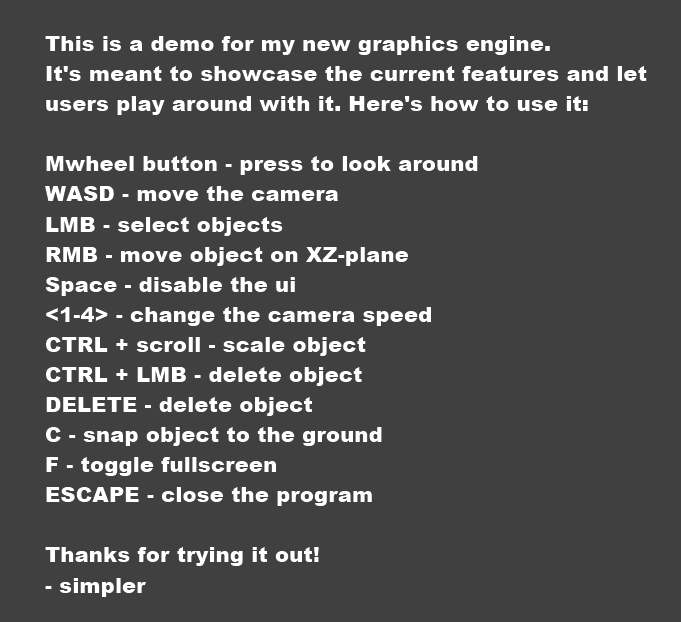 This is a demo for my new graphics engine.
It's meant to showcase the current features and let
users play around with it. Here's how to use it:
Mwheel button - press to look around
WASD - move the camera
LMB - select objects
RMB - move object on XZ-plane
Space - disable the ui
<1-4> - change the camera speed
CTRL + scroll - scale object
CTRL + LMB - delete object
DELETE - delete object
C - snap object to the ground
F - toggle fullscreen
ESCAPE - close the program
Thanks for trying it out!
- simpler